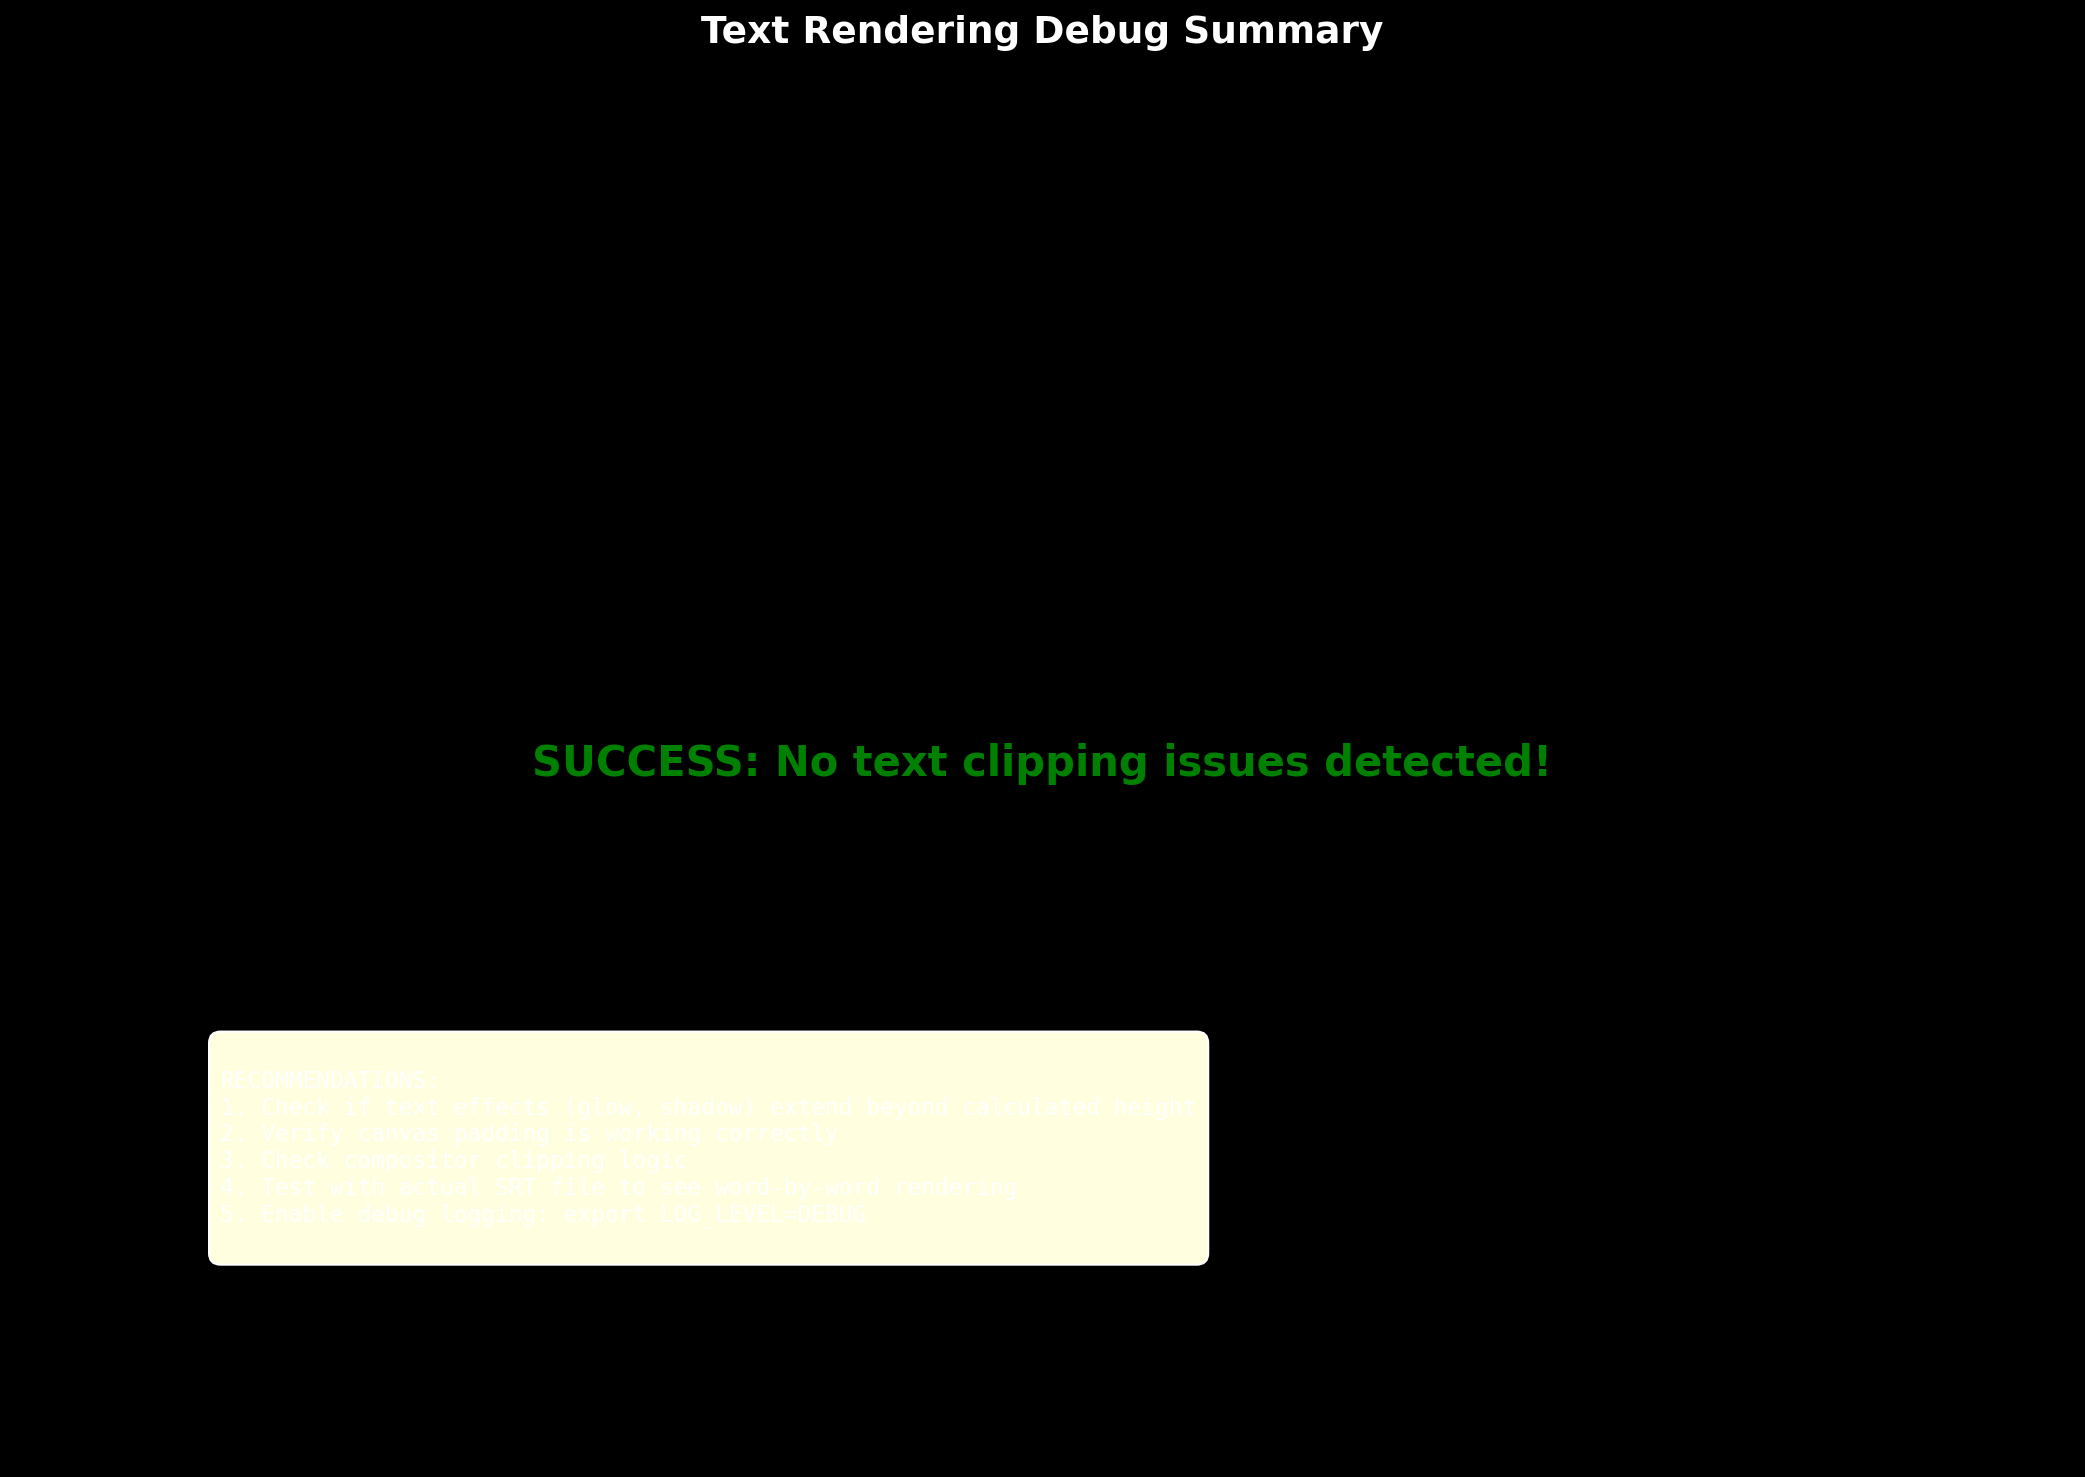 Text Rendering Debug Summary
SUCCESS: No text clipping issues detected!
RECOMMENDATIONS:
1. Check if text effects (glow, shadow) extend beyond calculated height
2. Verify canvas padding is working correctly
3. Check compositor clipping logic
4. Test with actual SRT file to see word-by-word rendering
5. Enable debug logging: export LOG_LEVEL=DEBUG